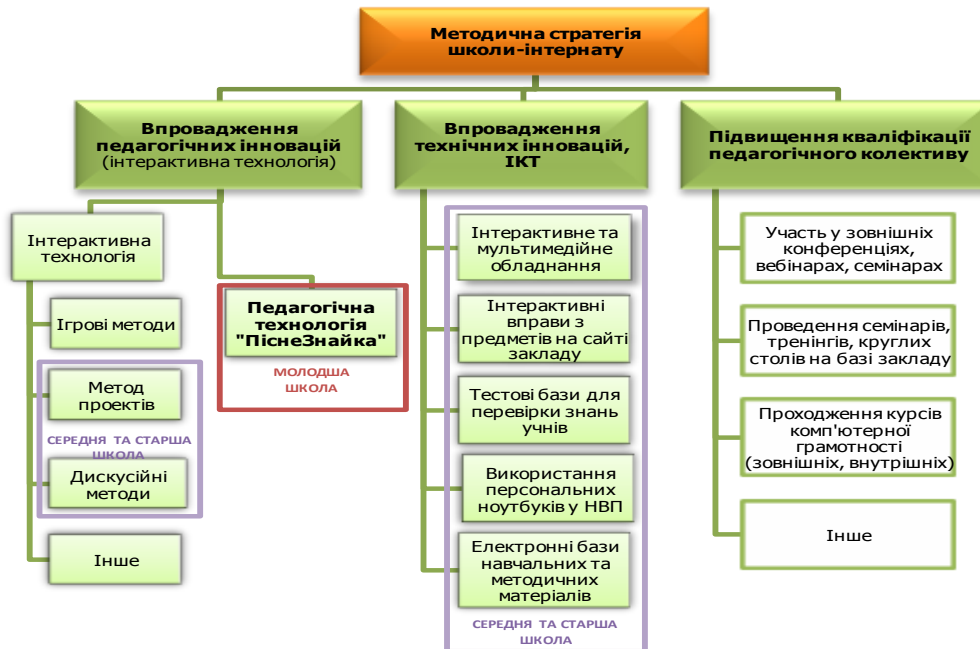 Методична стратегія
школи-інтернату
Впровадження
педагогічних інновацій
(інтерактивна технологія)
Інтерактивна
технологія
Ігрові методи
Метод
проектів
СЕРЕДНЯ ТА СТАРША
ШКОЛА
Дискусійні
методи
Інше
Педагогічна
технологія
"ПіснеЗнайка"
МОЛОДША
ШКОЛА
Впровадження
технічних інновацій,
ІКТ
Інтерактивне та
мультимедійне
обладнання
Інтерактивні
вправи з
предметів на сайті
закладу
Тестові бази для
перевірки знань
учнів
Використання
персональних
ноутбуків у НВП
Електронні бази
навчальних та
методичних
матеріалів
СЕРЕДНЯ ТА СТАРША
ШКОЛА
Підвищення кваліфікації
педагогічного колективу
Участь у зовнішніх
конференціях,
вебінарах, семінарах
Проведення семінарів,
тренінгів, круглих
столів на базі закладу
Проходження курсів
комп'ютерної
грамотності
(зовнішніх, внутрішніх)
Інше